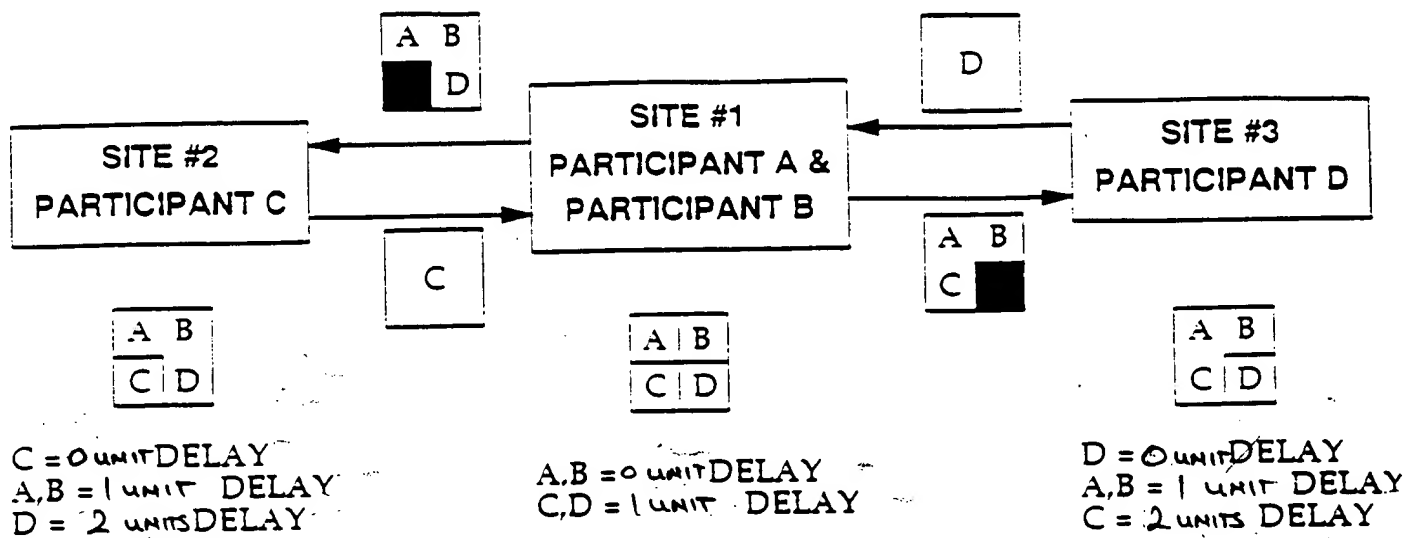 A B
D
D
SITE #2
PARTICIPANT C
SITE #1
PARTICIPANT A &
PARTICIPANT B
SITE #3
PARTICIPANT D
C
A B
C
A B
C D
A B
C D
A B
C D
C = 0 UNIT DELAY
A,B = 1 UNIT DELAY
D = 2 UNITS DELAY
A,B = 0 UNIT DELAY
C,D = 1 UNIT DELAY
D = 0 UNIT DELAY
A,B = 1 UNIT DELAY
C = 2 UNITS DELAY